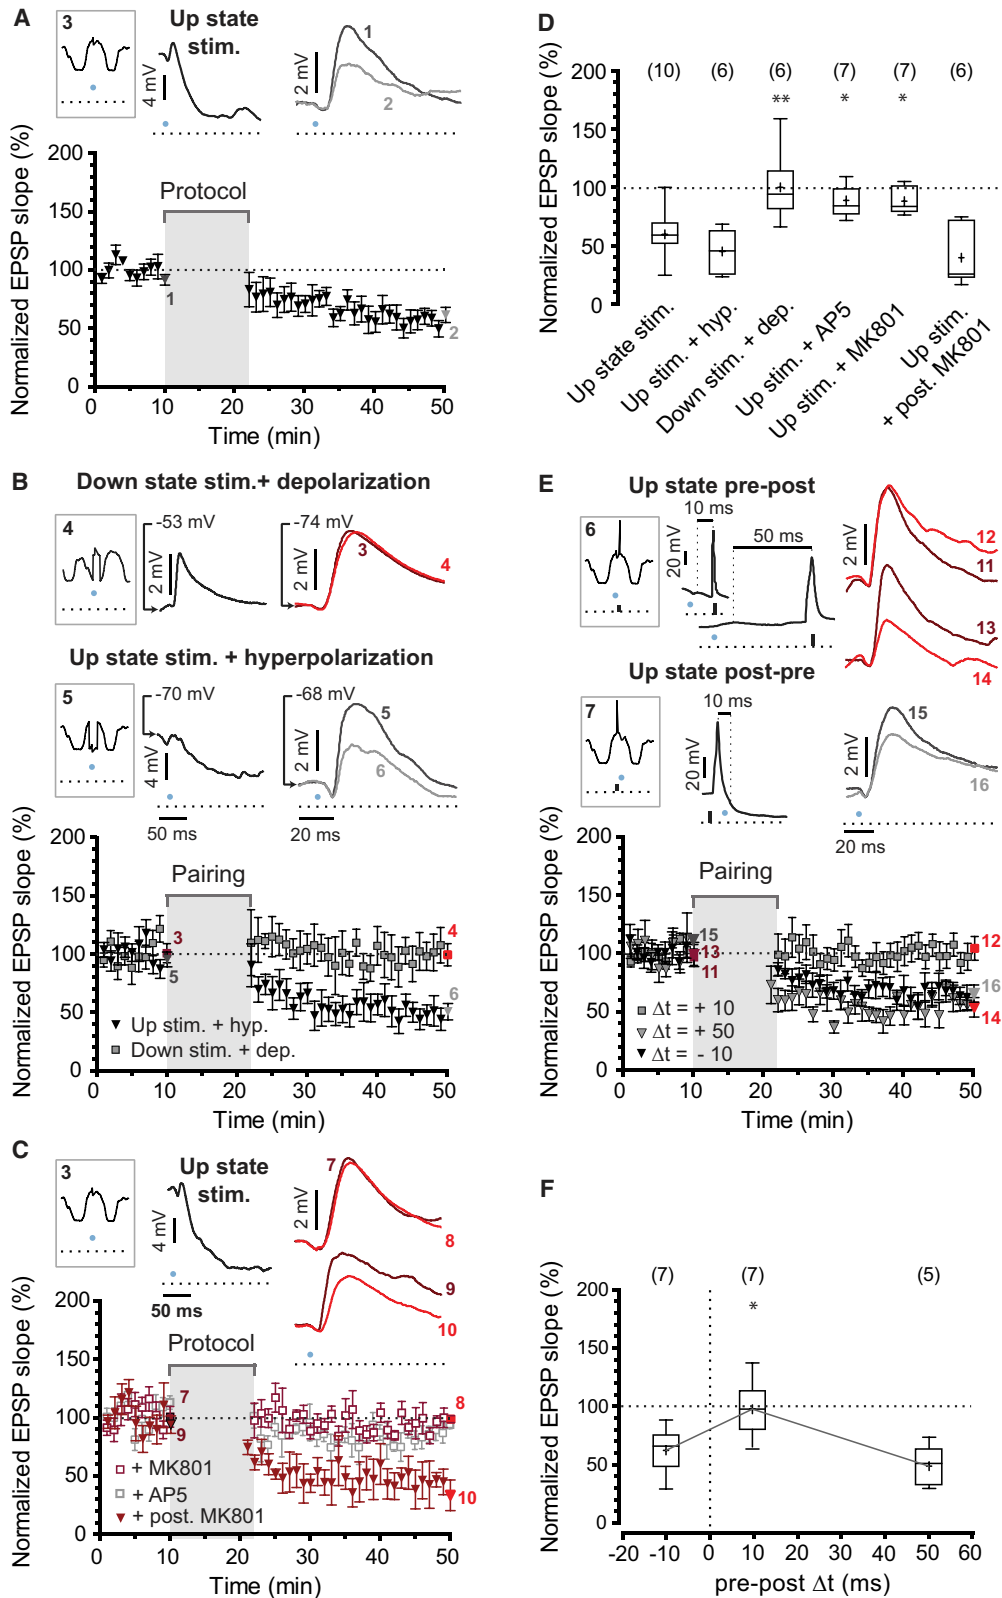 A
3
Up state
stim.
4 mV
2 mV
1
2
Normalized EPSP slope (%)
200
150
100
50
0
Protocol
1
2
0 10 20 30 40 50
Time (min)
B
Down state stim.+ depolarization
4
-53 mV
2 mV
-74 mV
2 mV
3
4
Up state stim. + hyperpolarization
5
-70 mV
4 mV
50 ms
-68 mV
2 mV
5
6
20 ms
Normalized EPSP slope (%)
200
150
100
50
0
Pairing
3
5
4
6
Up stim. + hyp.
Down stim. + dep.
0 10 20 30 40 50
Time (min)
C
3
Up state
stim.
4 mV
50 ms
2 mV
7
8
9
10
Normalized EPSP slope (%)
200
150
100
50
0
Protocol
7
9
8
10
+ MK801
+ AP5
+ post. MK801
0 10 20 30 40 50
Time (min)
D
Normalized EPSP slope (%)
200
150
100
50
0
(10) (6) (6) (7) (7) (6)
** * *
Up state stim.
Up stim. + hyp.
Down stim. + dep.
Up stim. + AP5
Up stim. + MK801
Up stim.
+ post. MK801
E
Up state pre-post
6
10 ms
20 mV
50 ms
2 mV
12
11
13
14
Up state post-pre
7
10 ms
20 mV
2 mV
15
16
20 ms
Normalized EPSP slope (%)
200
150
100
50
0
Pairing
15
13
11
12
16
14
Δt = + 10
Δt = + 50
Δt = - 10
0 10 20 30 40 50
Time (min)
F
Normalized EPSP slope (%)
200
150
100
50
0
(7) (7) (5)
*
-20 -10 0 10 20 30 40 50 60
pre-post Δt (ms)